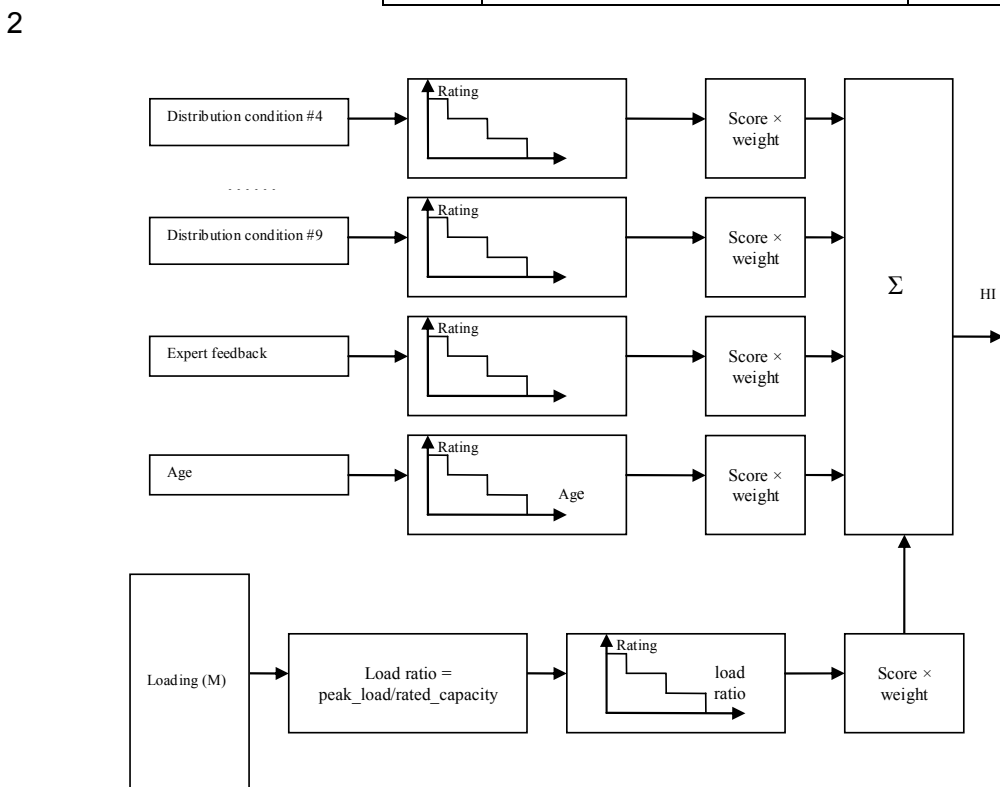 2
Distribution condition #4
Rating
Score ×
weight
. . . . . .
Distribution condition #9
Rating
Score ×
weight
Σ
HI
Expert feedback
Rating
Score ×
weight
Age
Rating
Age
Score ×
weight
Loading (M)
Load ratio =
peak_load/rated_capacity
Rating
load
ratio
Score ×
weight